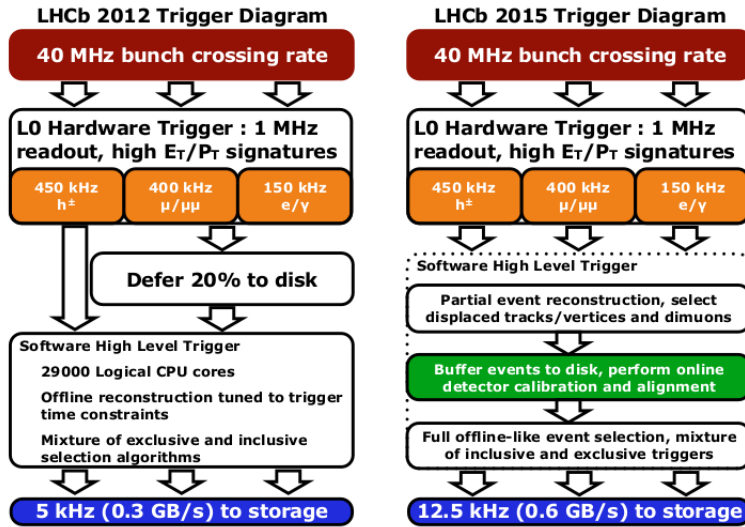 LHCb 2012 Trigger Diagram
40 MHz bunch crossing rate
L0 Hardware Trigger : 1 MHz
readout, high E_T/P_T signatures
450 kHz
h±
400 kHz
μ/μμ
150 kHz
e/γ
Defer 20% to disk
Software High Level Trigger
29000 Logical CPU cores
Offline reconstruction tuned to trigger
time constraints
Mixture of exclusive and inclusive
selection algorithms
5 kHz (0.3 GB/s) to storage
LHCb 2015 Trigger Diagram
40 MHz bunch crossing rate
L0 Hardware Trigger : 1 MHz
readout, high E_T/P_T signatures
450 kHz
h±
400 kHz
μ/μμ
150 kHz
e/γ
Software High Level Trigger
Partial event reconstruction, select
displaced tracks/vertices and dimuons
Buffer events to disk, perform online
detector calibration and alignment
Full offline-like event selection, mixture
of inclusive and exclusive triggers
12.5 kHz (0.6 GB/s) to storage